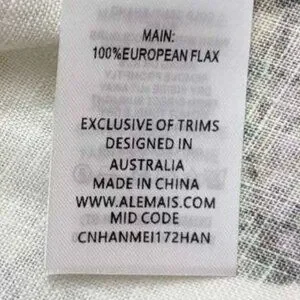 MAIN:
100%EUROPEAN FLAX
EXCLUSIVE OF TRIMS
DESIGNED IN
AUSTRALIA
MADE IN CHINA
WWW.ALEMAIS.COM
MID CODE
CNHANMEI172HAN